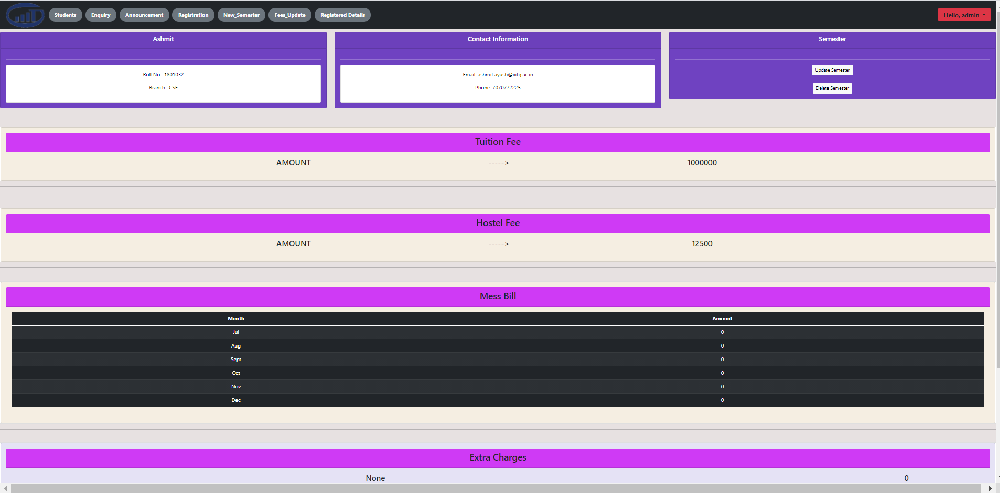 Students Enquiry Announcement Registration New_Semester Fees_Update Registered Details Hello, admin
Ashmit
Roll No : 1801032
Branch : CSE
Contact Information
Email: ashmit.ayush@iiitg.ac.in
Phone: 7070772225
Semester
Update Semester
Delete Semester
Tuition Fee
AMOUNT -----> 1000000
Hostel Fee
AMOUNT -----> 12500
Mess Bill
Month Amount
Jul 0
Aug 0
Sept 0
Oct 0
Nov 0
Dec 0
Extra Charges
None 0